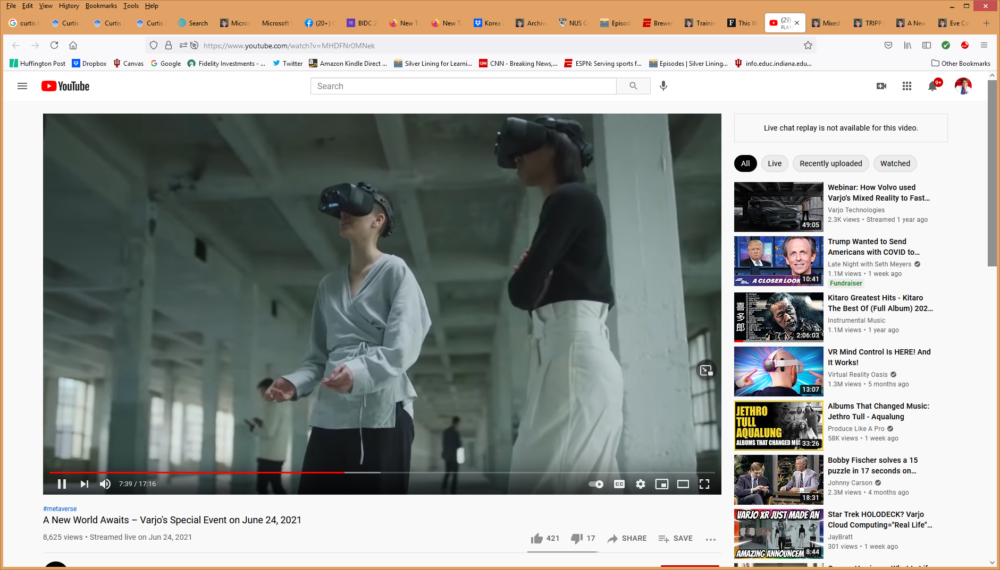 File Edit View History Bookmarks Tools Help
curtis Curtis Curtis Curtis Search Micros Microsoft (20+) BIDC 2 New T New T Korea Archiv NUS C Episod Brewer Trainin This W (29) PLAY Mixed TRIPP A New Eve Co
https://www.youtube.com/watch?v=MHDFNr0MNek
Huffington Post Dropbox Canvas Google Fidelity Investments - ... Twitter Amazon Kindle Direct ... Silver Lining for Learni... CNN - Breaking News,... ESPN: Serving sports f... Episodes | Silver Lining... info.educ.indiana.edu... Other Bookmarks
YouTube
Search
9+
Live chat replay is not available for this video.
All Live Recently uploaded Watched
49:05
Webinar: How Volvo used
Varjo's Mixed Reality to Fast...
Varjo Technologies
2.3K views • Streamed 1 year ago
A CLOSER LOOK
10:41
Trump Wanted to Send
Americans with COVID to...
Late Night with Seth Meyers
1.1M views • 1 week ago
Fundraiser
喜多郎
2:06:03
Kitaro Greatest Hits - Kitaro
The Best Of (Full Album) 202...
Instrumental Music
1.1M views • 1 year ago
13:07
VR Mind Control Is HERE! And
It Works!
Virtual Reality Oasis
1.3M views • 5 months ago
JETHRO
TULL
AQUALUNG
ALBUMS THAT CHANGED MUS
33:26
Albums That Changed Music:
Jethro Tull - Aqualung
Produce Like A Pro
58K views • 1 week ago
18:31
Bobby Fischer solves a 15
puzzle in 17 seconds on...
Johnny Carson
2.3M views • 4 months ago
VARJO XR JUST MADE AN
AMAZING ANNOUNCEM
8:44
Star Trek HOLODECK? Varjo
Cloud Computing="Real Life"...
JayBratt
301 views • 1 week ago
7:39 / 17:16
CC
#metaverse
A New World Awaits – Varjo's Special Event on June 24, 2021
8,625 views • Streamed live on Jun 24, 2021
421 17 SHARE SAVE ...